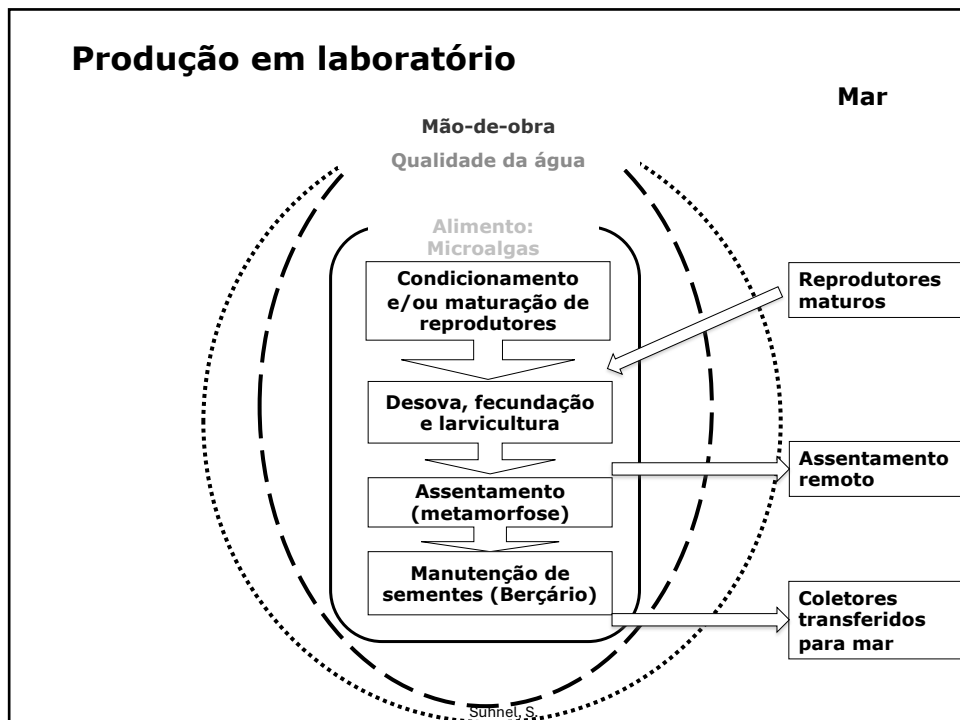 Produção em laboratório
Mar
Mão-de-obra
Qualidade da água
Alimento:
Microalgas
Condicionamento
e/ou maturação de
reprodutores
Reprodutores
maturos
Desova, fecundação
e larvicultura
Assentamento
remoto
Assentamento
(metamorfose)
Manutenção de
sementes (Berçário)
Coletores
transferidos
para mar
Suhnel, S.